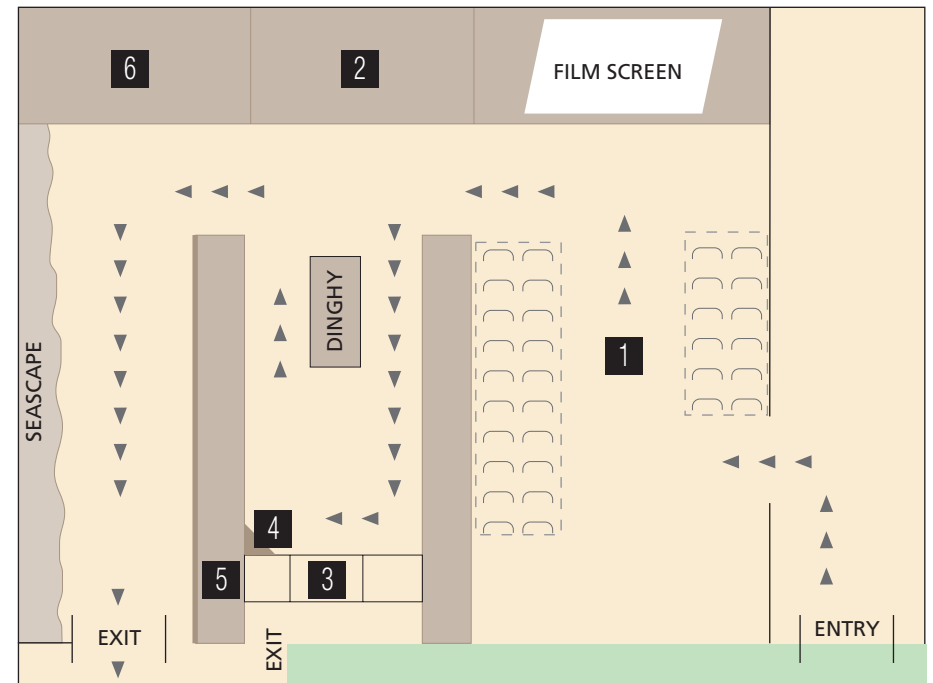 6
2
FILM SCREEN
DINGHY
1
SEASCAPE
4
5
3
EXIT
EXIT
ENTRY